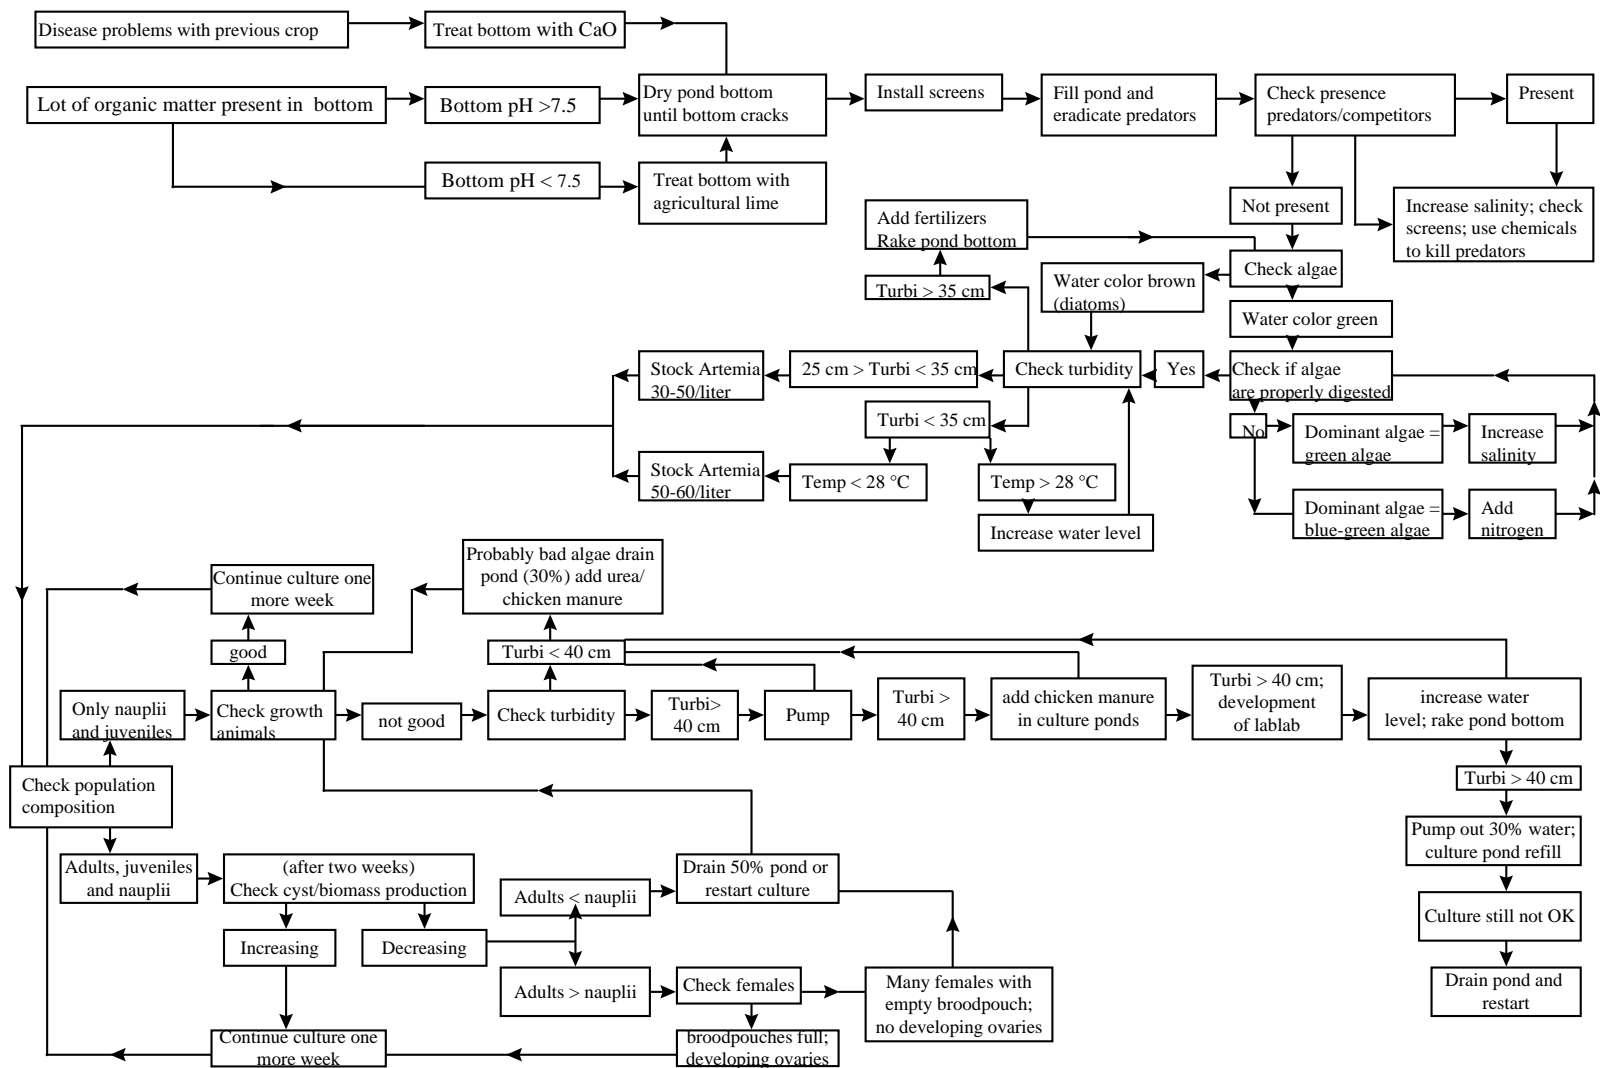 Disease problems with previous crop
Treat bottom with CaO
Lot of organic matter present in bottom
Bottom pH >7.5
Dry pond bottom
until bottom cracks
Install screens
Fill pond and
eradicate predators
Check presence
predators/competitors
Present
Bottom pH < 7.5
Treat bottom with
agricultural lime
Not present
Increase salinity; check
screens; use chemicals
to kill predators
Add fertilizers
Rake pond bottom
Check algae
Turbi > 35 cm
Water color brown
(diatoms)
Water color green
Stock Artemia
30-50/liter
25 cm > Turbi < 35 cm
Check turbidity
Yes
Check if algae
are properly digested
Turbi < 35 cm
No
Dominant algae =
green algae
Increase
salinity
Stock Artemia
50-60/liter
Temp < 28 °C
Temp > 28 °C
Increase water level
Dominant algae =
blue-green algae
Add
nitrogen
Continue culture one
more week
Probably bad algae drain
pond (30%) add urea/
chicken manure
good
Turbi < 40 cm
Only nauplii
and juveniles
Check growth
animals
not good
Check turbidity
Turbi>
40 cm
Pump
Turbi >
40 cm
add chicken manure
in culture ponds
Turbi > 40 cm;
development
of lablab
increase water
level; rake pond bottom
Check population
composition
Turbi > 40 cm
Pump out 30% water;
culture pond refill
Adults, juveniles
and nauplii
(after two weeks)
Check cyst/biomass production
Adults < nauplii
Drain 50% pond or
restart culture
Culture still not OK
Increasing
Decreasing
Adults > nauplii
Check females
Many females with
empty broodpouch;
no developing ovaries
Drain pond and
restart
Continue culture one
more week
broodpouches full;
developing ovaries